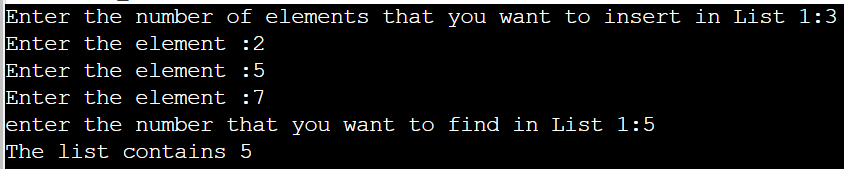 Enter the number of elements that you want to insert in List 1:3
Enter the element :2
Enter the element :5
Enter the element :7
enter the number that you want to find in List 1:5
The list contains 5